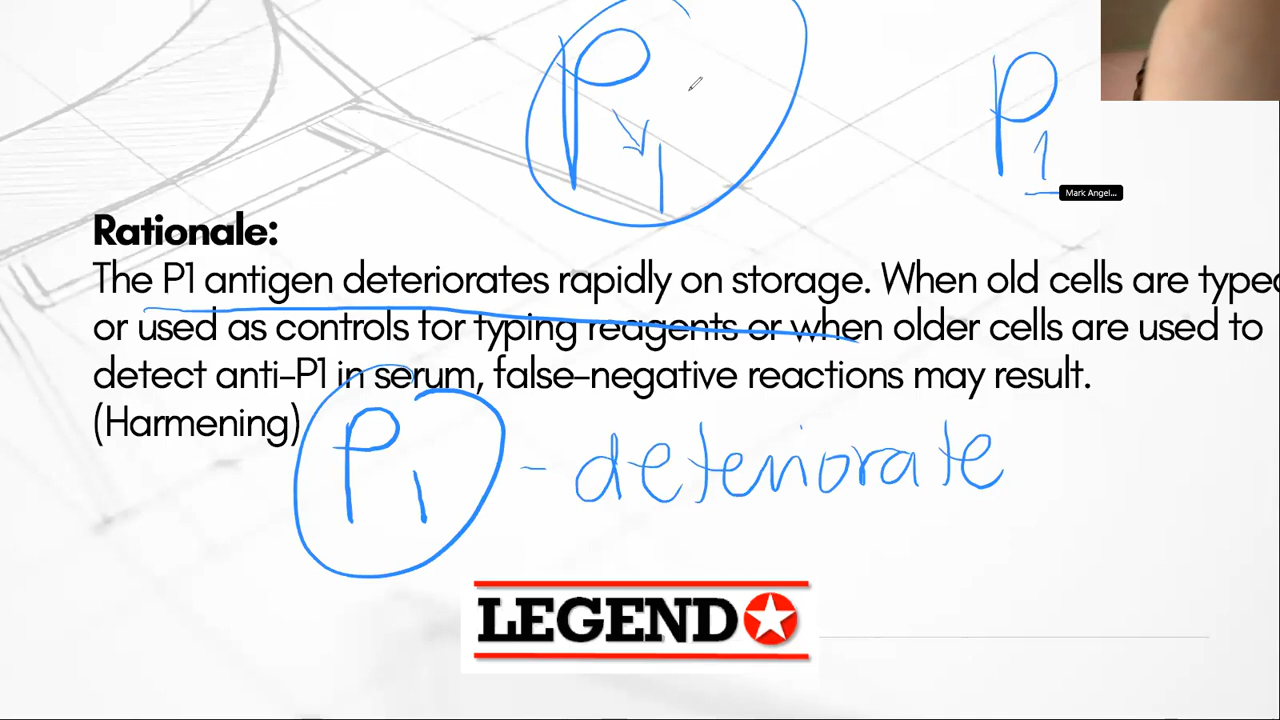 P1
P1
Mark Angel...
Rationale:
The P1 antigen deteriorates rapidly on storage. When old cells are typed
or used as controls for typing reagents or when older cells are used to
detect anti-P1 in serum, false-negative reactions may result.
(Harmening)
P1 - deteriorate
LEGEND